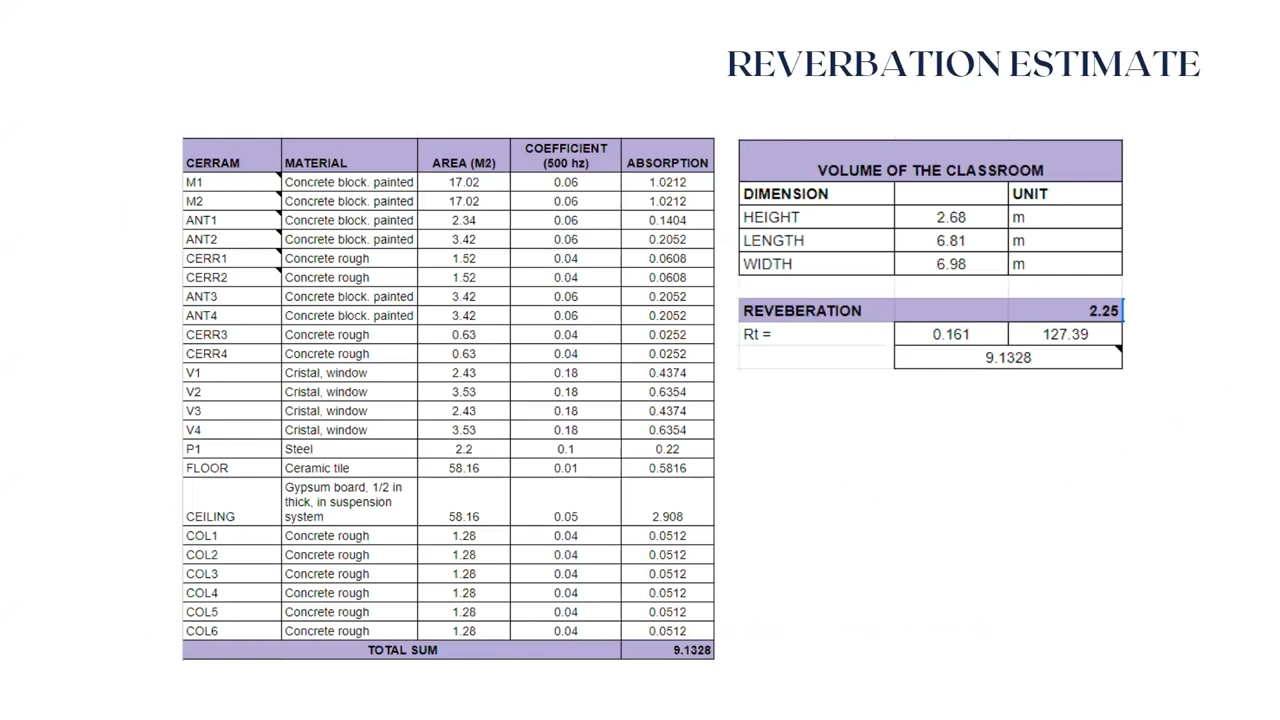 REVERBATION ESTIMATE
CERRAM MATERIAL AREA (M2) COEFFICIENT (500 hz) ABSORPTION
M1 Concrete block. painted 17.02 0.06 1.0212
M2 Concrete block. painted 17.02 0.06 1.0212
ANT1 Concrete block. painted 2.34 0.06 0.1404
ANT2 Concrete block. painted 3.42 0.06 0.2052
CERR1 Concrete rough 1.52 0.04 0.0608
CERR2 Concrete rough 1.52 0.04 0.0608
ANT3 Concrete block. painted 3.42 0.06 0.2052
ANT4 Concrete block. painted 3.42 0.06 0.2052
CERR3 Concrete rough 0.63 0.04 0.0252
CERR4 Concrete rough 0.63 0.04 0.0252
V1 Cristal, window 2.43 0.18 0.4374
V2 Cristal, window 3.53 0.18 0.6354
V3 Cristal, window 2.43 0.18 0.4374
V4 Cristal, window 3.53 0.18 0.6354
P1 Steel 2.2 0.1 0.22
FLOOR Ceramic tile 58.16 0.01 0.5816
Gypsum board, 1/2 in
thick, in suspension
CEILING system 58.16 0.05 2.908
COL1 Concrete rough 1.28 0.04 0.0512
COL2 Concrete rough 1.28 0.04 0.0512
COL3 Concrete rough 1.28 0.04 0.0512
COL4 Concrete rough 1.28 0.04 0.0512
COL5 Concrete rough 1.28 0.04 0.0512
COL6 Concrete rough 1.28 0.04 0.0512
TOTAL SUM 9.1328
VOLUME OF THE CLASSROOM
DIMENSION UNIT
HEIGHT 2.68 m
LENGTH 6.81 m
WIDTH 6.98 m
REVEBERATION 2.25
Rt = 0.161 127.39
9.1328